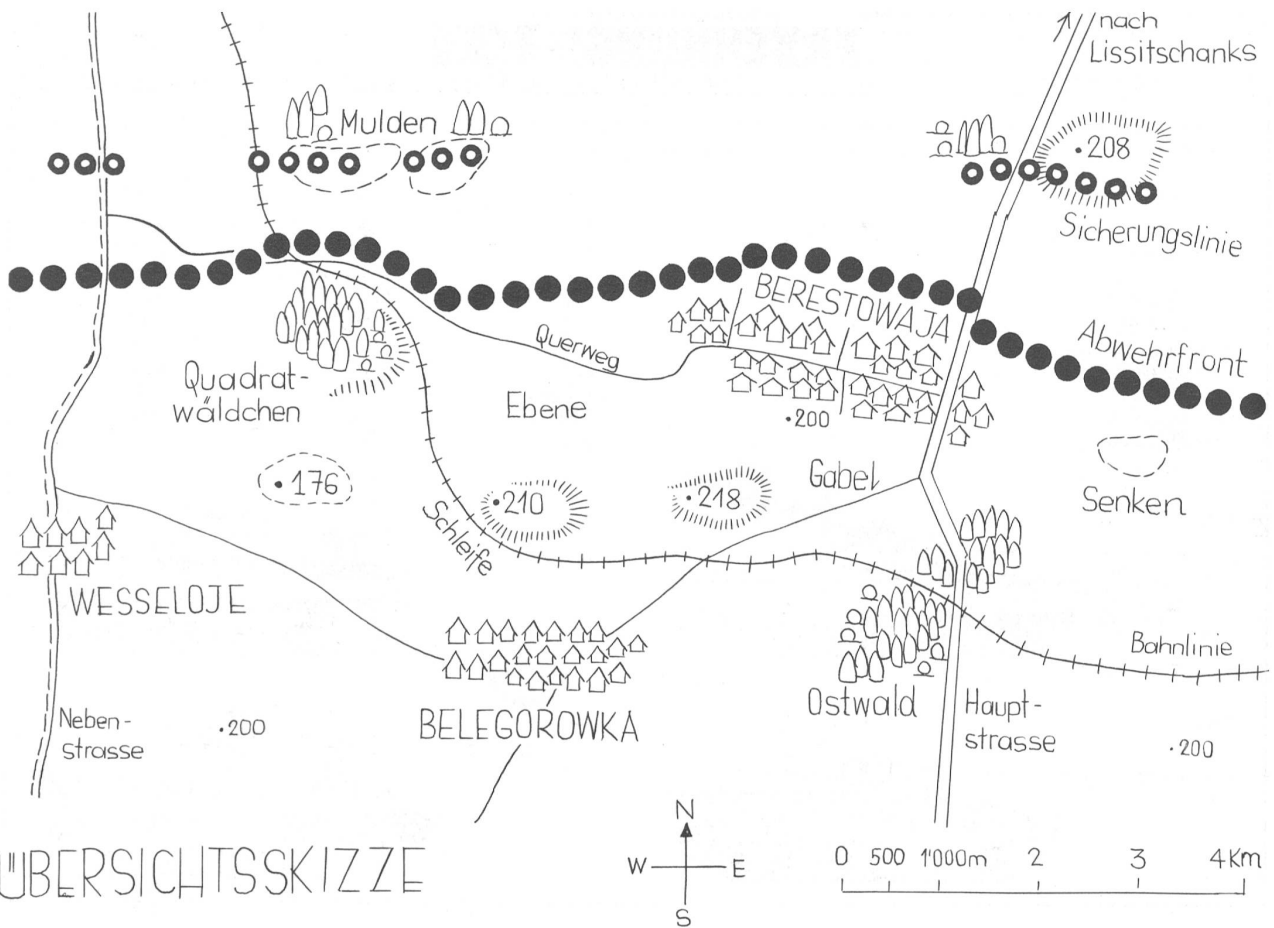 nach
Lissitschanks
Mulden
·208
Sicherungslinie
BERESTOWAJA
Abwehrfront
Querweg
Quadrat-
wäldchen
Ebene
·200
Gabel
Senken
·176
·210
·218
Schleife
WESSELOJE
Bahnlinie
BELEGOROWKA
Ostwald
Haupt-
strasse
Neben-
strasse
·200
·200
N
W
E
S
ÜBERSICHTSSKIZZE
0 500 1'000m 2 3 4Km